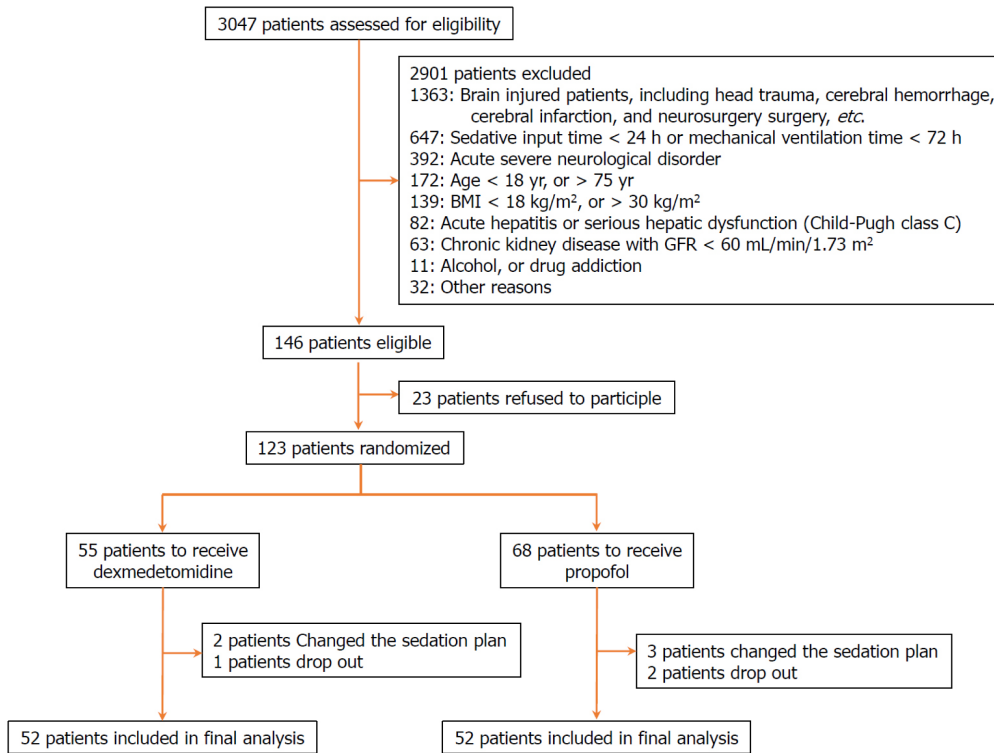 3047 patients assessed for eligibility
2901 patients excluded
1363: Brain injured patients, including head trauma, cerebral hemorrhage,
cerebral infarction, and neurosurgery surgery, etc.
647: Sedative input time < 24 h or mechanical ventilation time < 72 h
392: Acute severe neurological disorder
172: Age < 18 yr, or > 75 yr
139: BMI < 18 kg/m², or > 30 kg/m²
82: Acute hepatitis or serious hepatic dysfunction (Child-Pugh class C)
63: Chronic kidney disease with GFR < 60 mL/min/1.73 m²
11: Alcohol, or drug addiction
32: Other reasons
146 patients eligible
23 patients refused to participle
123 patients randomized
55 patients to receive
dexmedetomidine
68 patients to receive
propofol
2 patients Changed the sedation plan
1 patients drop out
3 patients changed the sedation plan
2 patients drop out
52 patients included in final analysis
52 patients included in final analysis